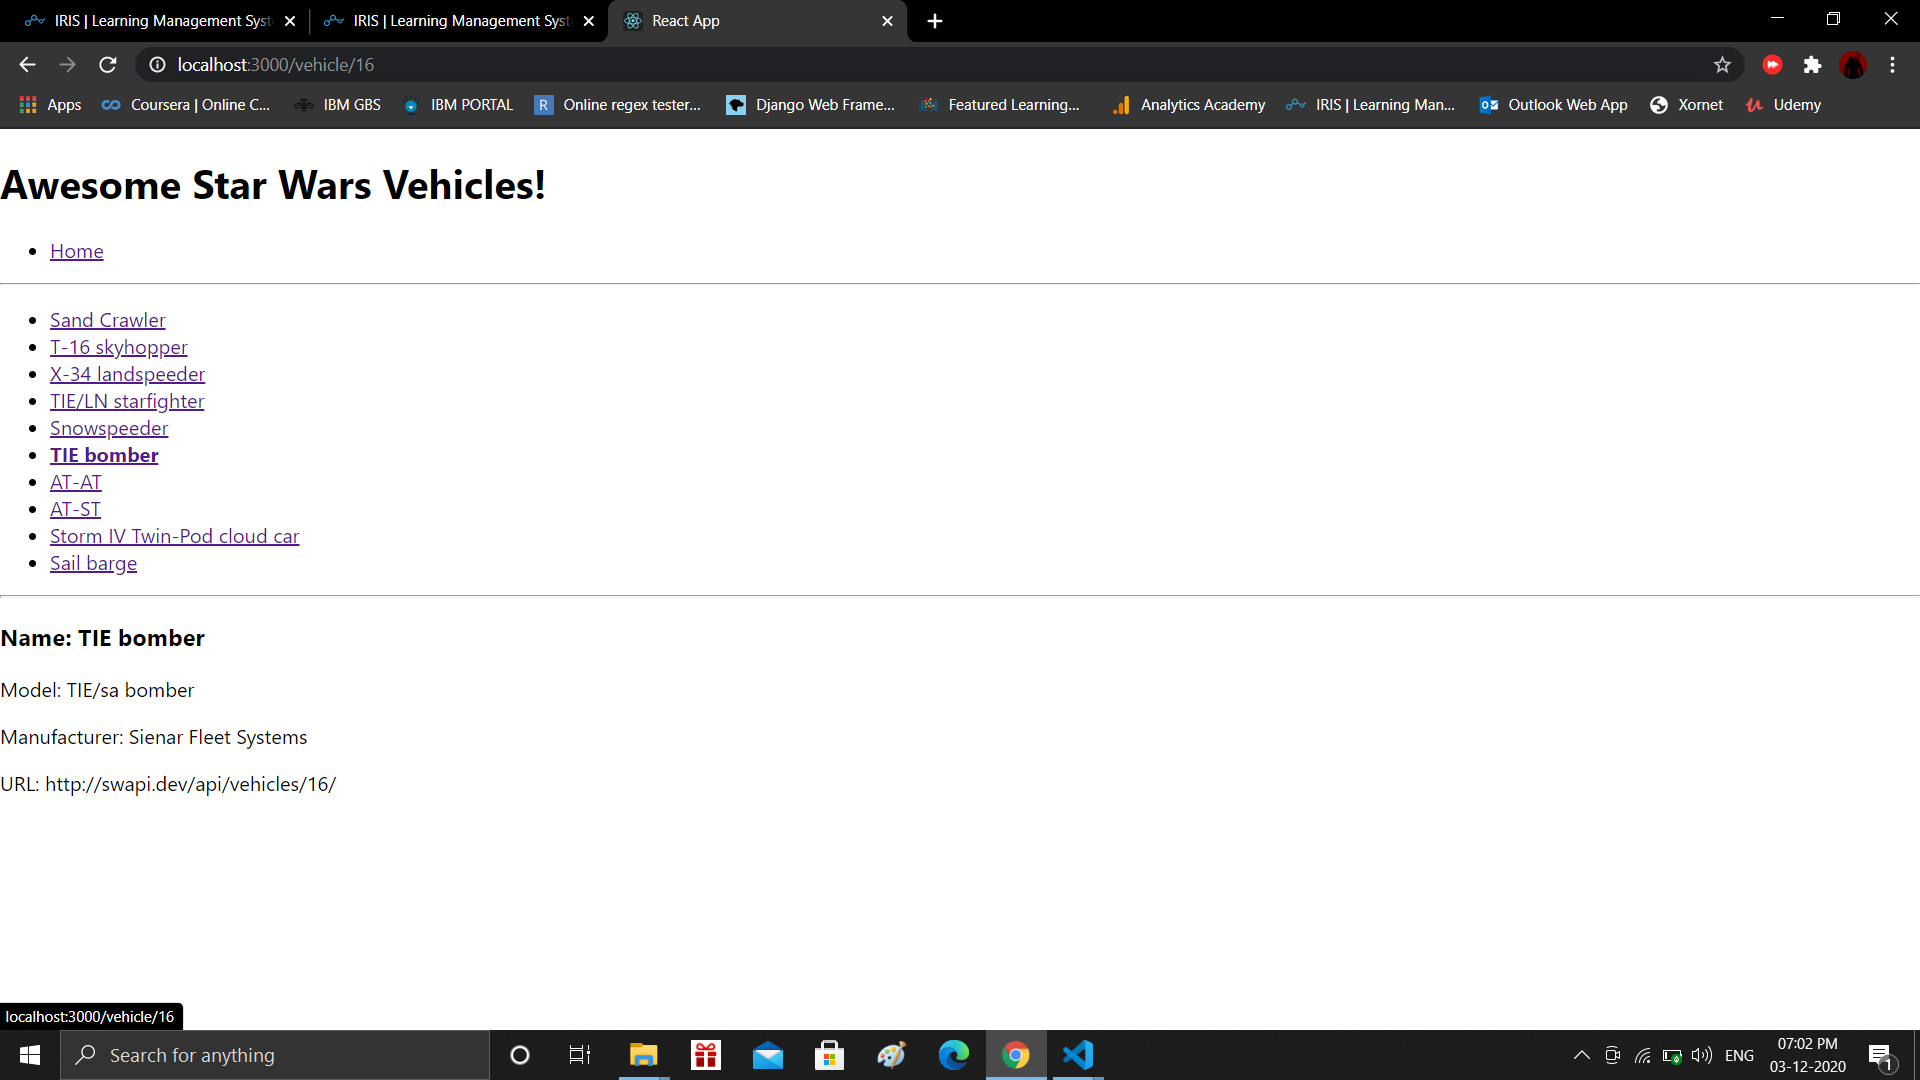 IRIS | Learning Management Syst
IRIS | Learning Management Syst
React App
localhost:3000/vehicle/16
Apps
Coursera | Online C...
IBM GBS
IBM PORTAL
R
Online regex tester...
Django Web Frame...
Featured Learning...
Analytics Academy
IRIS | Learning Man...
Outlook Web App
Xornet
Udemy
Awesome Star Wars Vehicles!
Home
Sand Crawler
T-16 skyhopper
X-34 landspeeder
TIE/LN starfighter
Snowspeeder
TIE bomber
AT-AT
AT-ST
Storm IV Twin-Pod cloud car
Sail barge
Name: TIE bomber
Model: TIE/sa bomber
Manufacturer: Sienar Fleet Systems
URL: http://swapi.dev/api/vehicles/16/
localhost:3000/vehicle/16
Search for anything
ENG
07:02 PM
03-12-2020
1